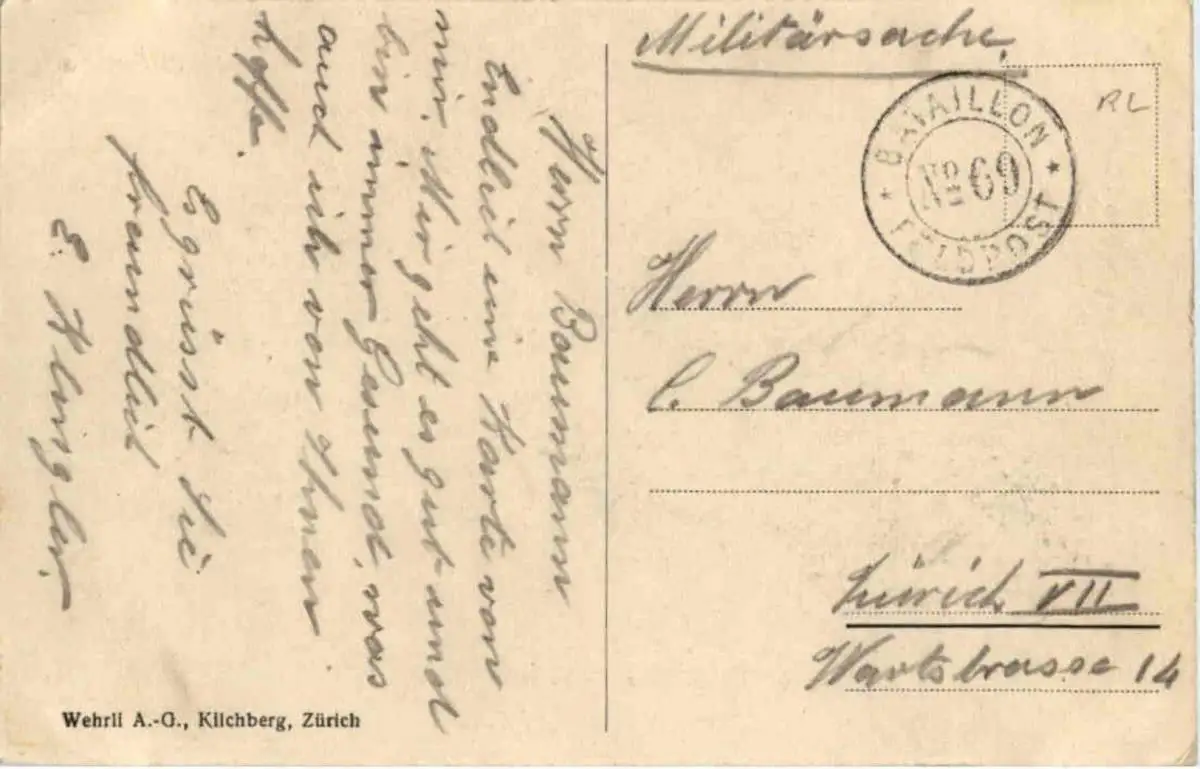 Militärsache.
BATAILLON
No 69
FELDPOST
RL
Herrn
C. Baumann
Zürich VII
Wartstrasse 14
Herrn Baumann
Endlich eine Karte von
mir. Mir geht es gut und
bin immer Gesund, was
auch ich von Ihnen
hoffe.
Es grüsst Sie
freundlich
E. Klingler.
Wehrli A.-G., Kilchberg, Zürich